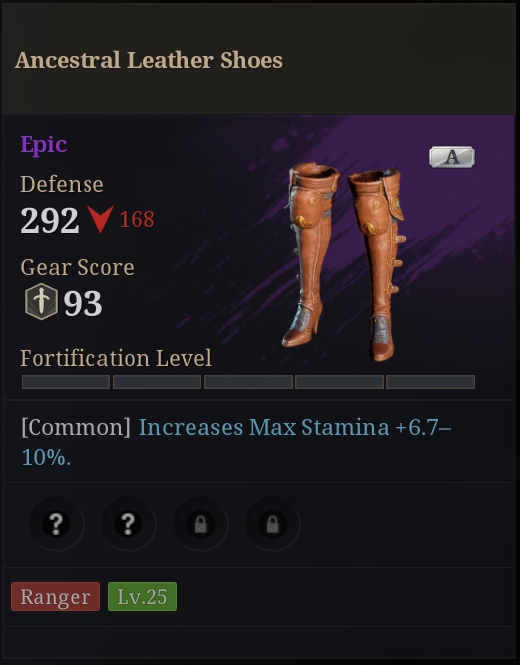 Ancestral Leather Shoes
Epic
A
Defense
292 168
Gear Score
93
Fortification Level
[Common] Increases Max Stamina +6.7–
10%.
? ?
Ranger Lv.25